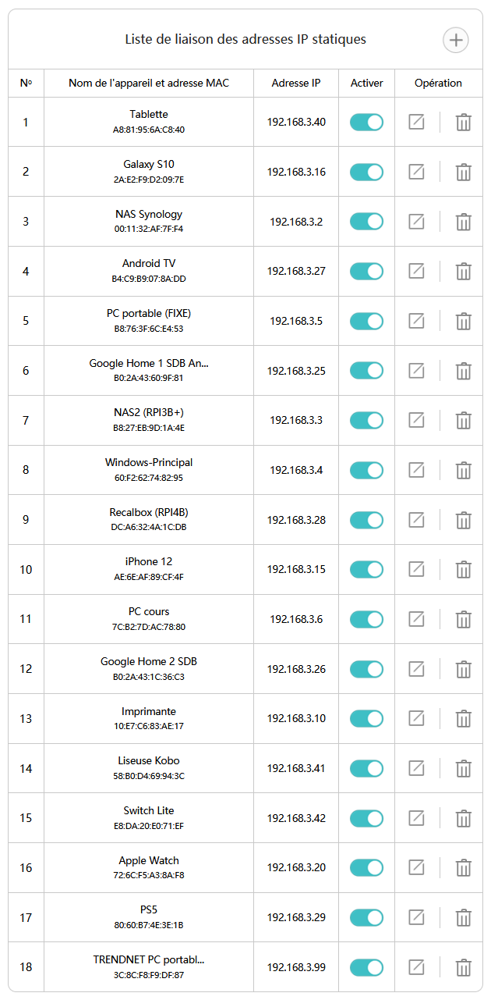 Liste de liaison des adresses IP statiques
Nº Nom de l'appareil et adresse MAC Adresse IP Activer Opération
1 Tablette 192.168.3.40
A8:81:95:6A:C8:40
2 Galaxy S10 192.168.3.16
2A:E2:F9:D2:09:7E
3 NAS Synology 192.168.3.2
00:11:32:AF:7F:F4
4 Android TV 192.168.3.27
B4:C9:B9:07:8A:DD
5 PC portable (FIXE) 192.168.3.5
B8:76:3F:6C:E4:53
6 Google Home 1 SDB An... 192.168.3.25
B0:2A:43:60:9F:81
7 NAS2 (RPI3B+) 192.168.3.3
B8:27:EB:9D:1A:4E
8 Windows-Principal 192.168.3.4
60:F2:62:74:82:95
9 Recalbox (RPI4B) 192.168.3.28
DC:A6:32:4A:1C:DB
10 iPhone 12 192.168.3.15
AE:6E:AF:89:CF:4F
11 PC cours 192.168.3.6
7C:B2:7D:AC:78:80
12 Google Home 2 SDB 192.168.3.26
B0:2A:43:1C:36:C3
13 Imprimante 192.168.3.10
10:E7:C6:83:AE:17
14 Liseuse Kobo 192.168.3.41
58:B0:D4:69:94:3C
15 Switch Lite 192.168.3.42
E8:DA:20:E0:71:EF
16 Apple Watch 192.168.3.20
72:6C:F5:A3:8A:F8
17 PS5 192.168.3.29
80:60:B7:4E:3E:1B
18 TRENDNET PC portabl... 192.168.3.99
3C:8C:F8:F9:DF:87